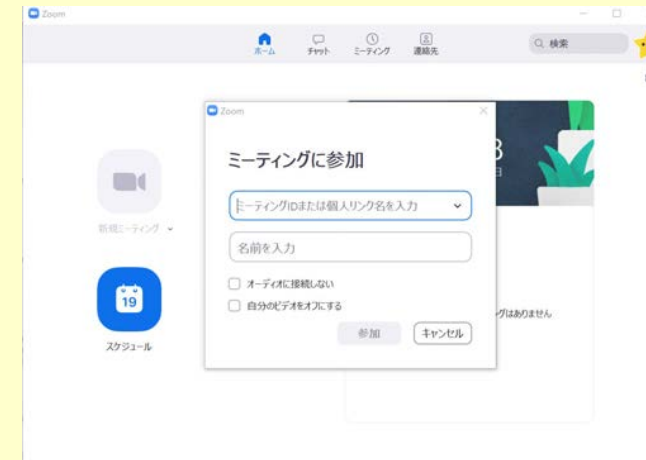 Zoom
ホーム
チャット
ミーティング
連絡先
検索
Zoom
ミーティングに参加
ミーティングIDまたは個人リンク名を入力
名前を入力
オーディオに接続しない
自分のビデオをオフにする
参加
キャンセル
新規ミーティング
19
スケジュール
8
日
ングはありません